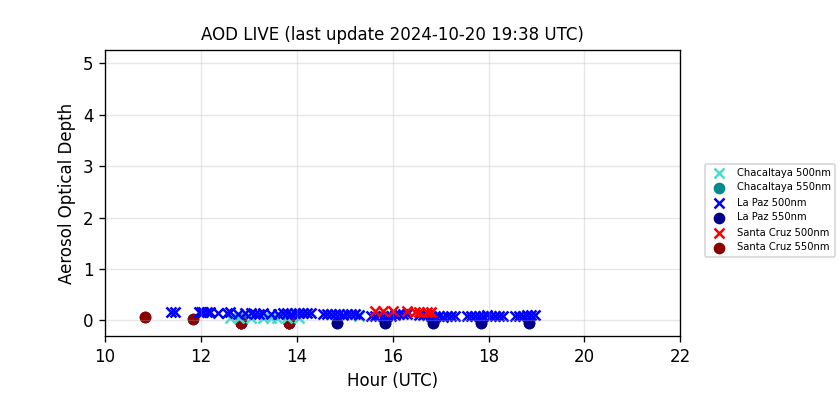 AOD LIVE (last update 2024-10-20 19:38 UTC)
5
4
3
2
1
0
Aerosol Optical Depth
10 12 14 16 18 20 22
Hour (UTC)
Chacaltaya 500nm
Chacaltaya 550nm
La Paz 500nm
La Paz 550nm
Santa Cruz 500nm
Santa Cruz 550nm